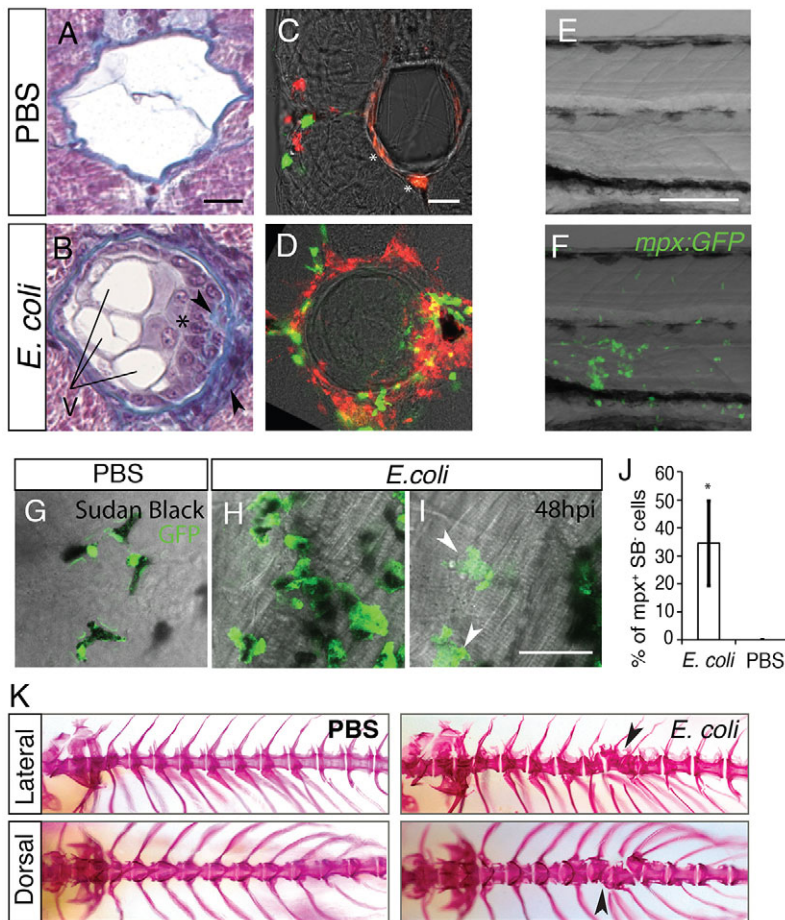 PBS
E. coli
A
B
V
*
C
*
*
D
E
F
mpx:GFP
PBS
E.coli
G
Sudan Black
GFP
H
I
48hpi
J
% of mpx+ SB- cells
60
50
40
30
20
10
0
*
E. coli
PBS
K
Lateral
PBS
E. coli
Dorsal